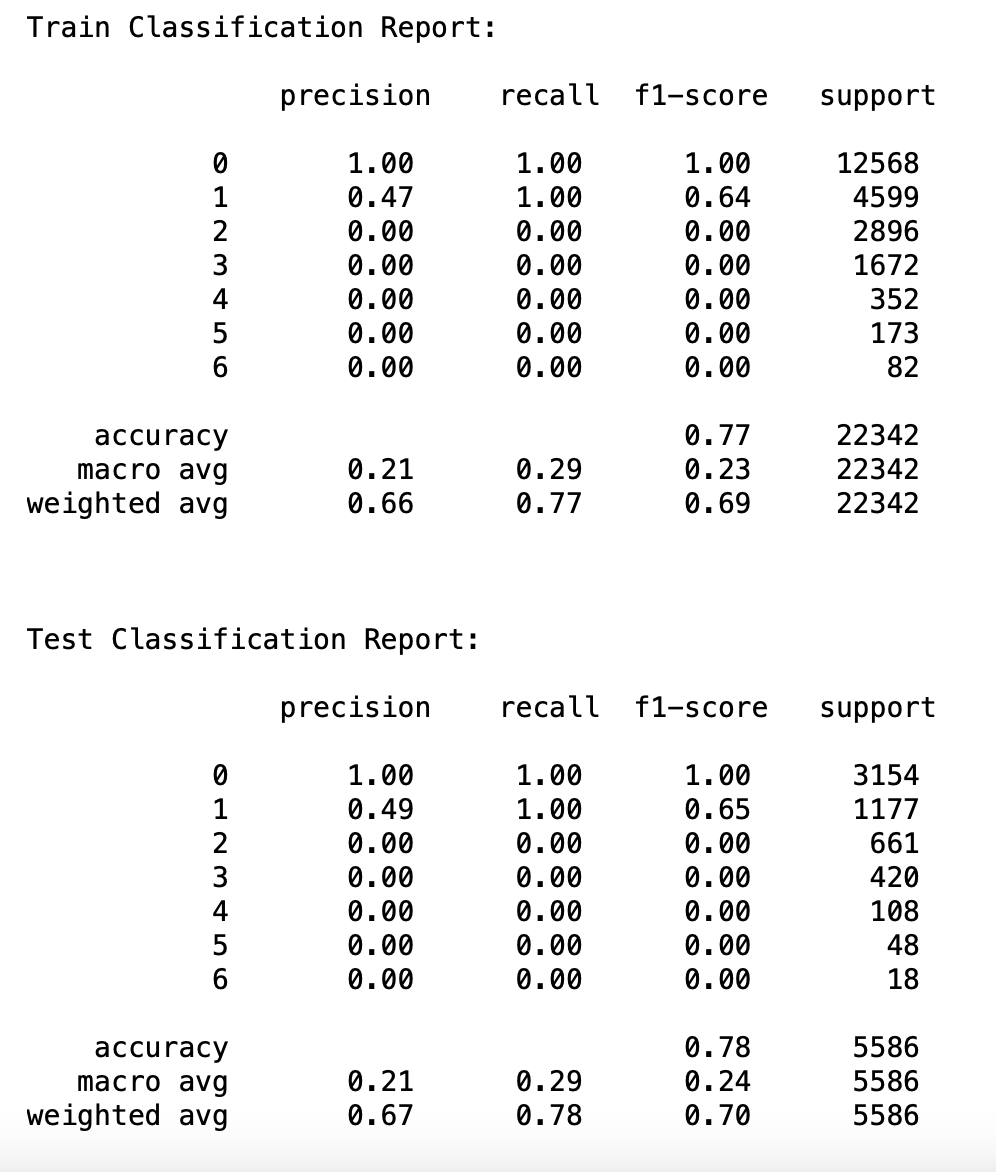 Train Classification Report:
precision recall f1-score support
0 1.00 1.00 1.00 12568
1 0.47 1.00 0.64 4599
2 0.00 0.00 0.00 2896
3 0.00 0.00 0.00 1672
4 0.00 0.00 0.00 352
5 0.00 0.00 0.00 173
6 0.00 0.00 0.00 82
accuracy 0.77 22342
macro avg 0.21 0.29 0.23 22342
weighted avg 0.66 0.77 0.69 22342
Test Classification Report:
precision recall f1-score support
0 1.00 1.00 1.00 3154
1 0.49 1.00 0.65 1177
2 0.00 0.00 0.00 661
3 0.00 0.00 0.00 420
4 0.00 0.00 0.00 108
5 0.00 0.00 0.00 48
6 0.00 0.00 0.00 18
accuracy 0.78 5586
macro avg 0.21 0.29 0.24 5586
weighted avg 0.67 0.78 0.70 5586